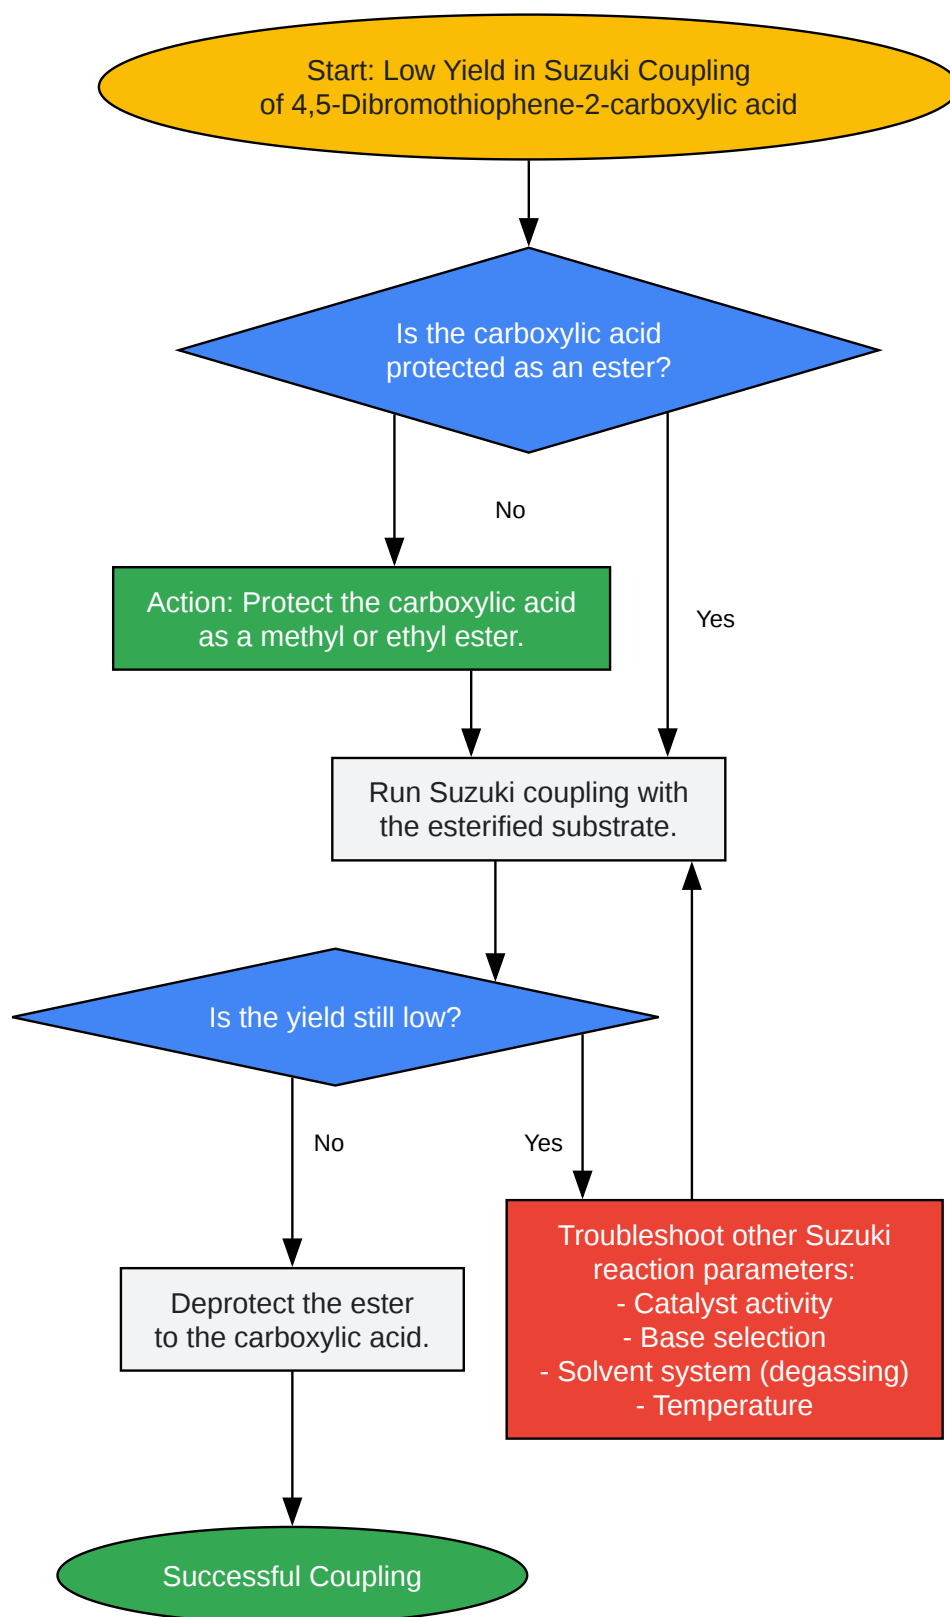 Start: Low Yield in Suzuki Coupling
of 4,5-Dibromothiophene-2-carboxylic acid
Is the carboxylic acid
protected as an ester?
No
Action: Protect the carboxylic acid
as a methyl or ethyl ester.
Yes
Run Suzuki coupling with
the esterified substrate.
Is the yield still low?
No
Yes
Troubleshoot other Suzuki
reaction parameters:
- Catalyst activity
- Base selection
- Solvent system (degassing)
- Temperature
Deprotect the ester
to the carboxylic acid.
Successful Coupling